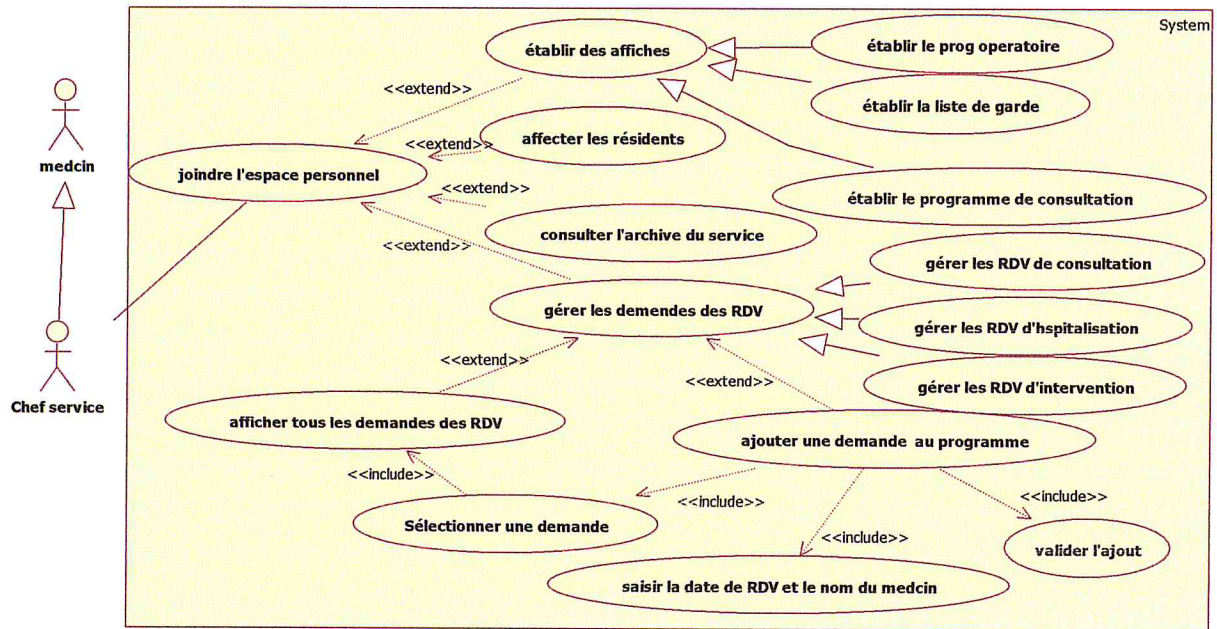 System
établir des affiches
établir le prog operatoire
établir la liste de garde
<<extend>>
medcin
<<extend>>
affecter les résidents
joindre l'espace personnel
<<extend>>
établir le programme de consultation
consulter l'archive du service
<<extend>>
gérer les RDV de consultation
gérer les demendes des RDV
gérer les RDV d'hspitalisation
<<extend>>
<<extend>>
gérer les RDV d'intervention
Chef service
afficher tous les demandes des RDV
ajouter une demande au programme
<<include>>
<<include>>
<<include>>
Sélectionner une demande
<<include>>
valider l'ajout
saisir la date de RDV et le nom du medcin